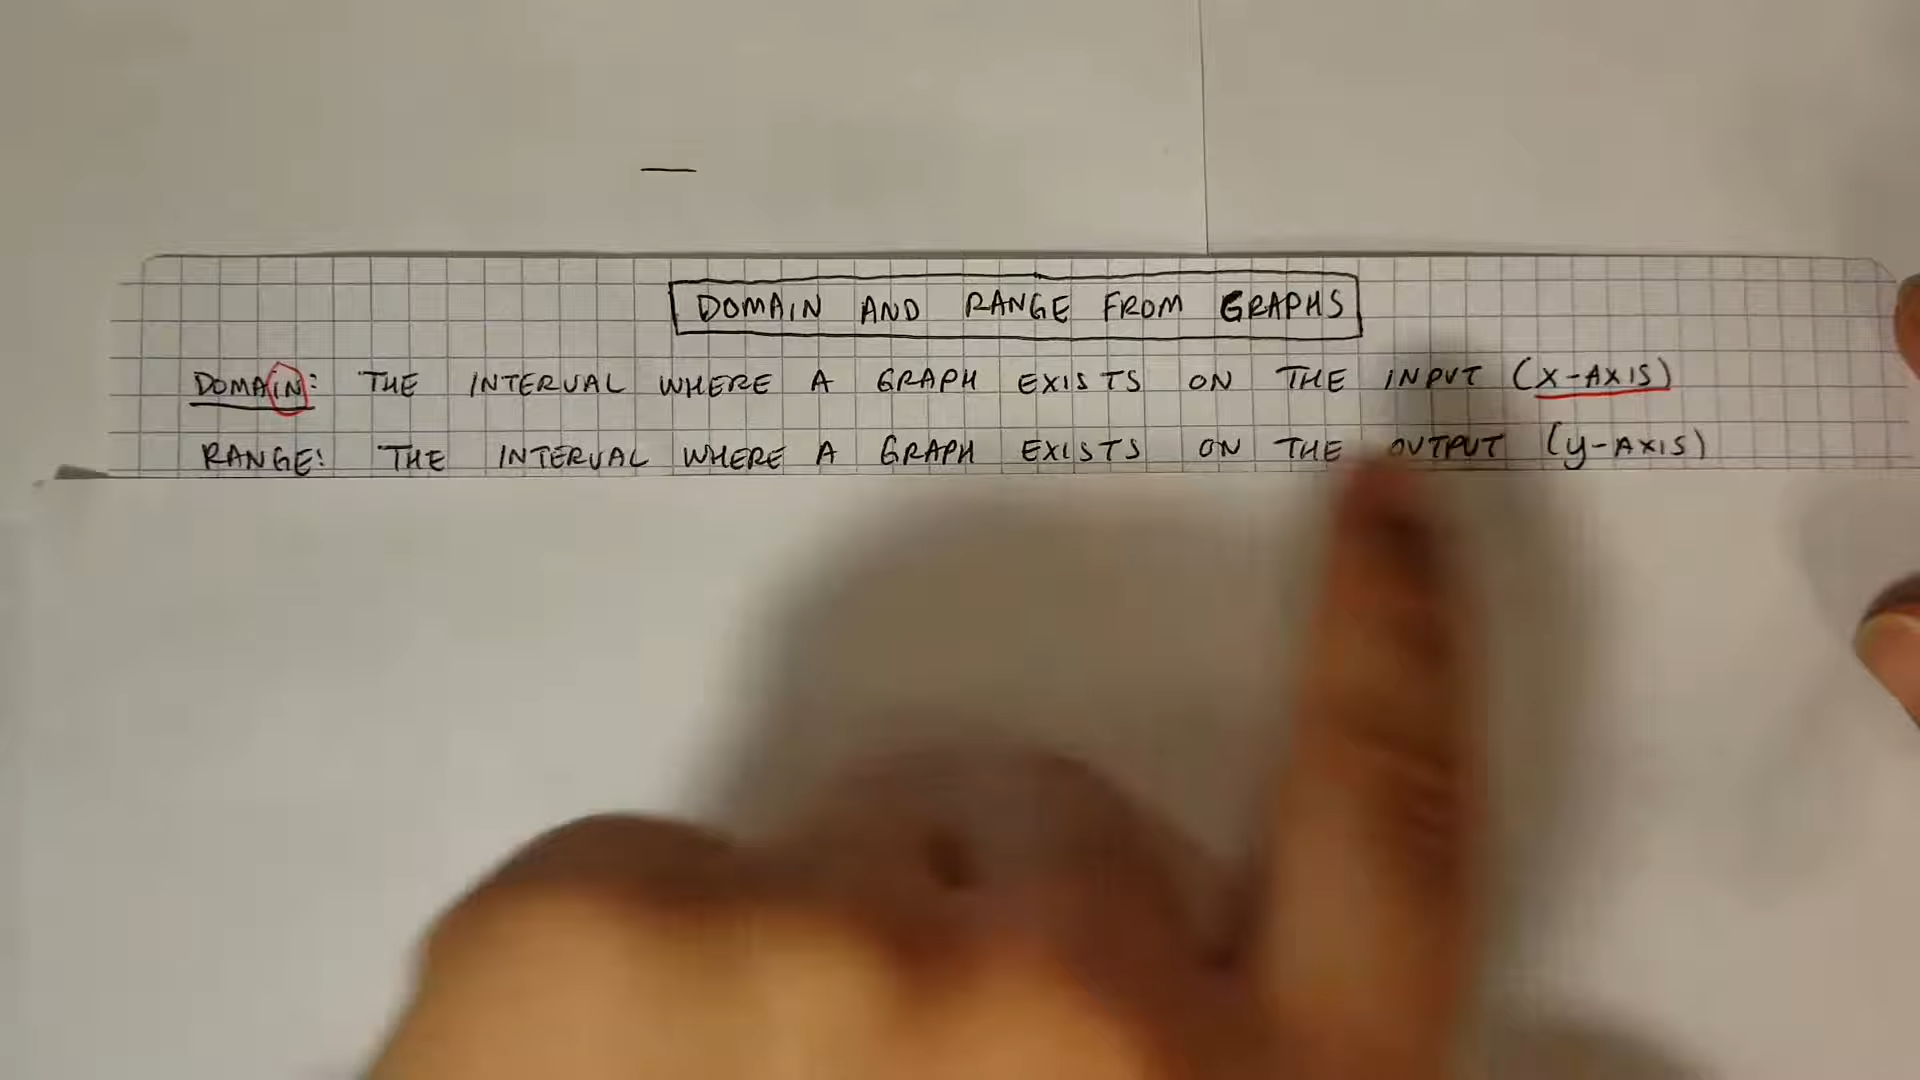 DOMAIN AND RANGE FROM GRAPHS
DOMAIN: THE INTERVAL WHERE A GRAPH EXISTS ON THE INPUT (X-AXIS)
RANGE: THE INTERVAL WHERE A GRAPH EXISTS ON THE OUTPUT (y-AXIS)